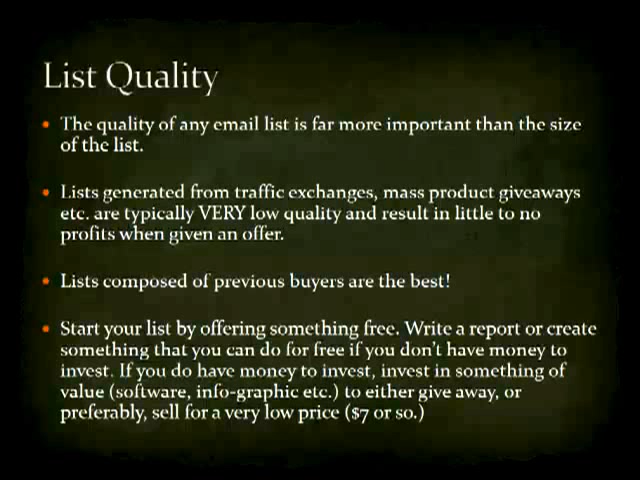 List Quality
The quality of any email list is far more important than the size
of the list.
Lists generated from traffic exchanges, mass product giveaways
etc. are typically VERY low quality and result in little to no
profits when given an offer.
Lists composed of previous buyers are the best!
Start your list by offering something free. Write a report or create
something that you can do for free if you don't have money to
invest. If you do have money to invest, invest in something of
value (software, info-graphic etc.) to either give away, or
preferably, sell for a very low price ($7 or so.)